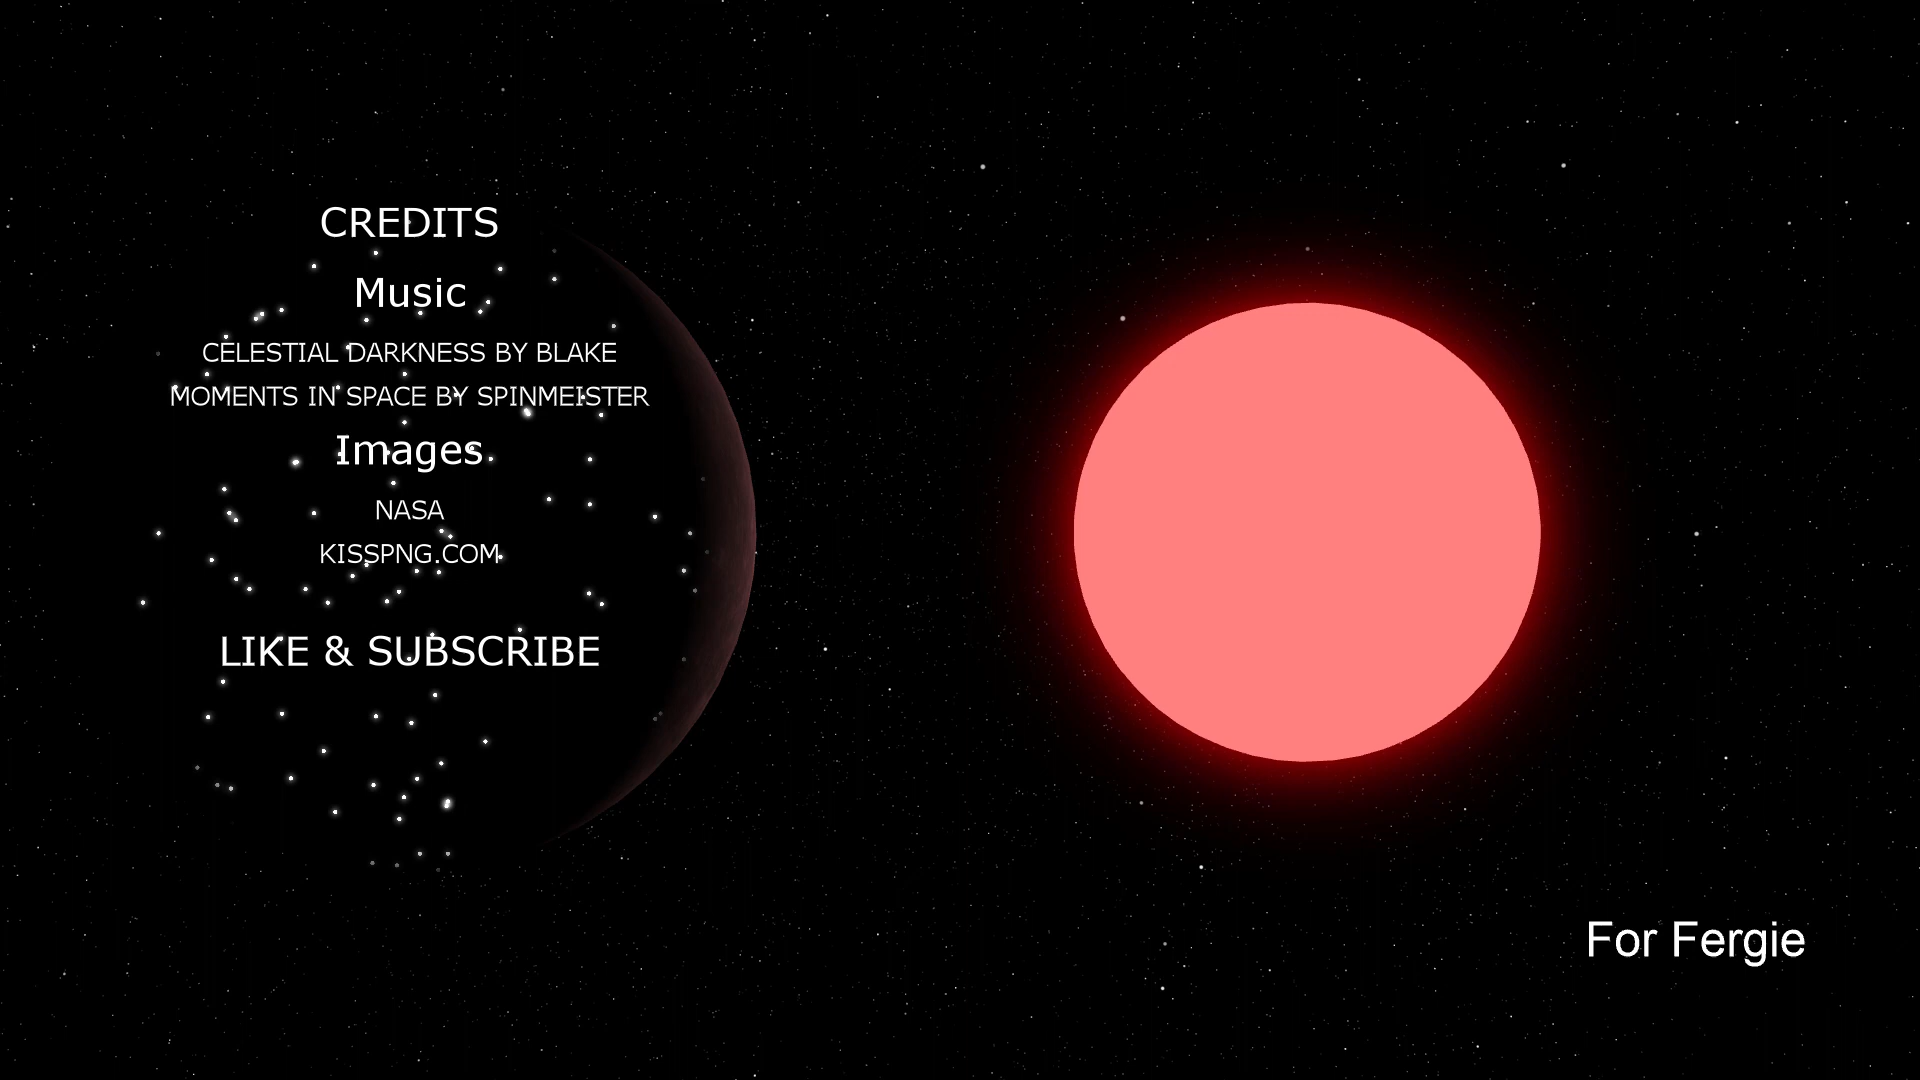 CREDITS
Music
CELESTIAL DARKNESS BY BLAKE
MOMENTS IN SPACE BY SPINMEISTER
Images
NASA
KISSPNG.COM
LIKE & SUBSCRIBE
For Fergie